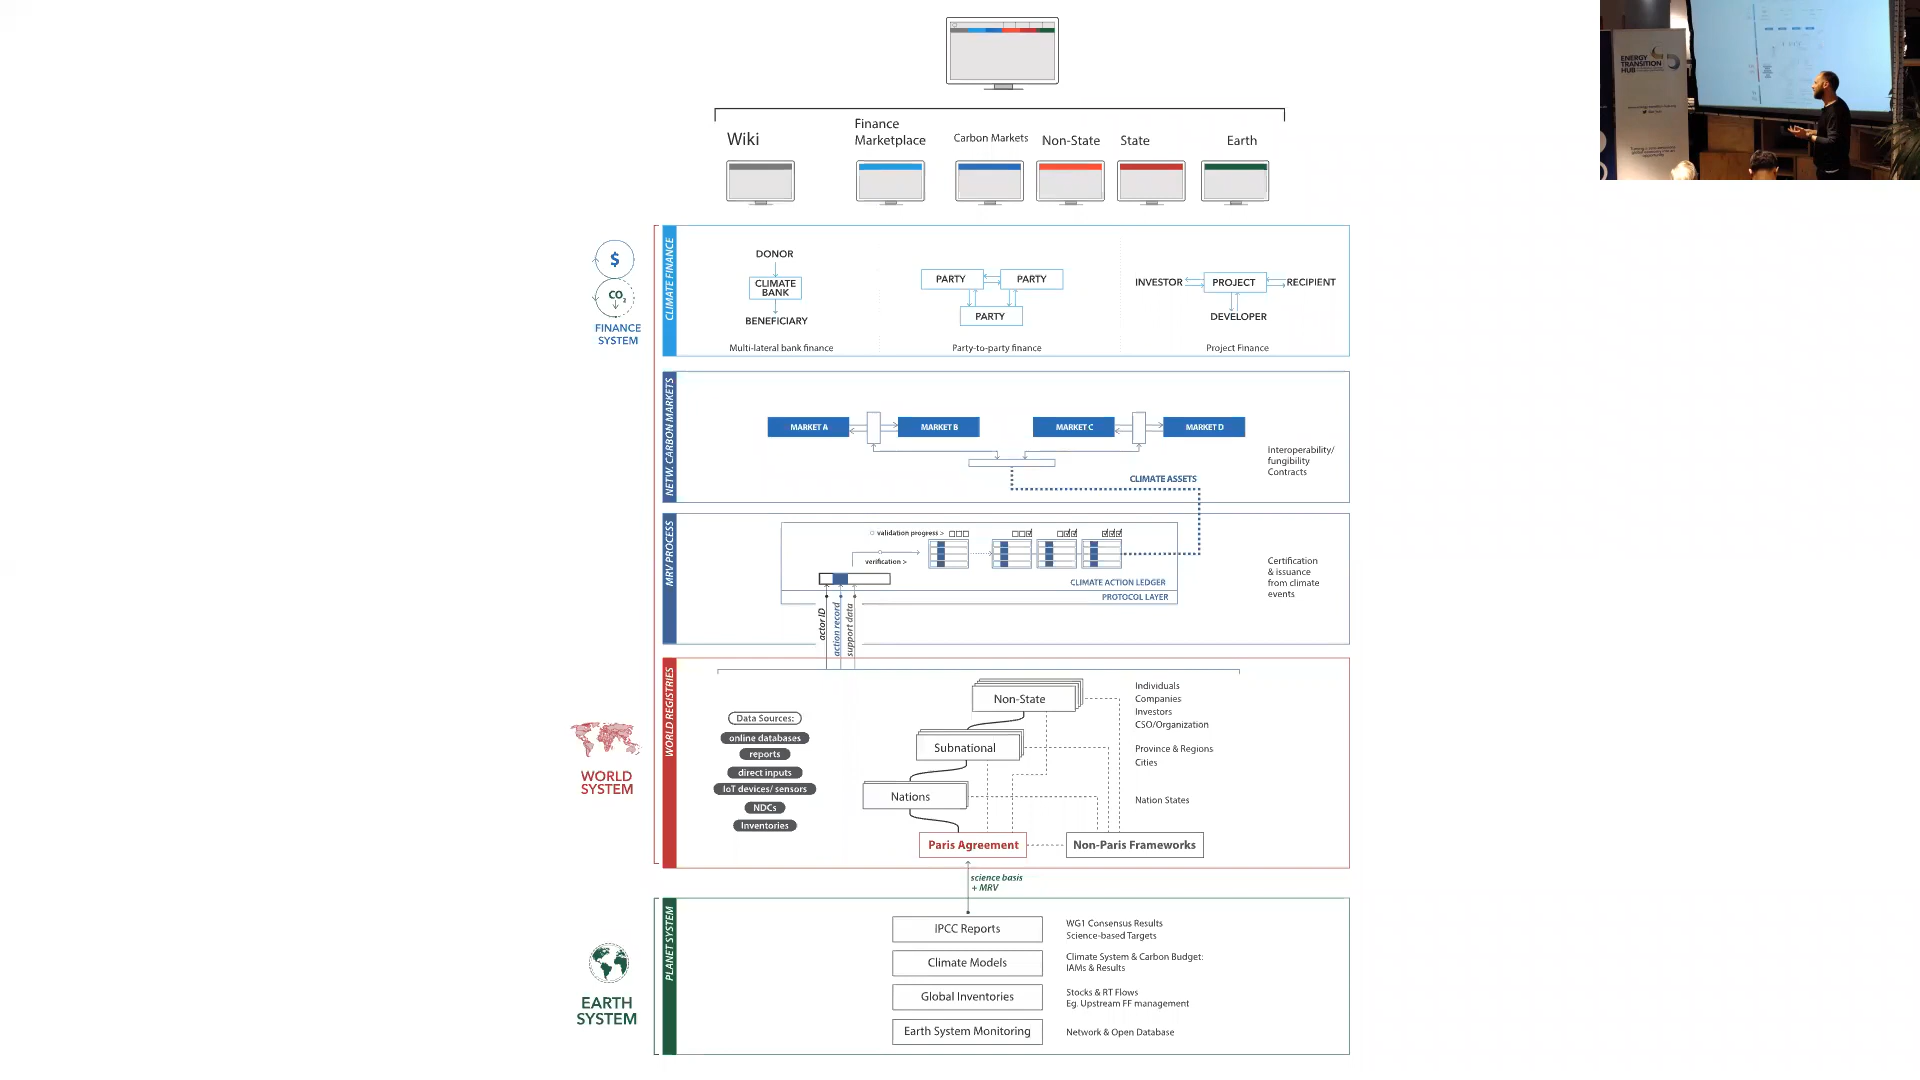 Wiki
Finance
Marketplace
Carbon Markets
Non-State
State
Earth
$
CO2
FINANCE
SYSTEM
CLIMATE FINANCE
DONOR
CLIMATE
BANK
BENEFICIARY
Multi-lateral bank finance
PARTY
PARTY
PARTY
Party-to-party finance
INVESTOR
PROJECT
RECIPIENT
DEVELOPER
Project Finance
NETW. CARBON MARKETS
MARKET A
MARKET B
MARKET C
MARKET D
CLIMATE ASSETS
Interoperability/
fungibility
Contracts
MRV PROCESS
validation progress >
verification >
CLIMATE ACTION LEDGER
PROTOCOL LAYER
actor ID
action record
support data
Certification
& issuance
from climate
events
WORLD
SYSTEM
WORLD REGISTRIES
Data Sources:
online databases
reports
direct inputs
IoT devices/ sensors
NDCs
Inventories
Non-State
Subnational
Nations
Paris Agreement
Non-Paris Frameworks
Individuals
Companies
Investors
CSO/Organization
Province & Regions
Cities
Nation States
science basis
+ MRV
EARTH
SYSTEM
PLANET SYSTEM
IPCC Reports
WG1 Consensus Results
Science-based Targets
Climate Models
Climate System & Carbon Budget:
IAMs & Results
Global Inventories
Stocks & RT Flows
Eg. Upstream FF management
Earth System Monitoring
Network & Open Database
ENERGY
TRANSITION
HUB